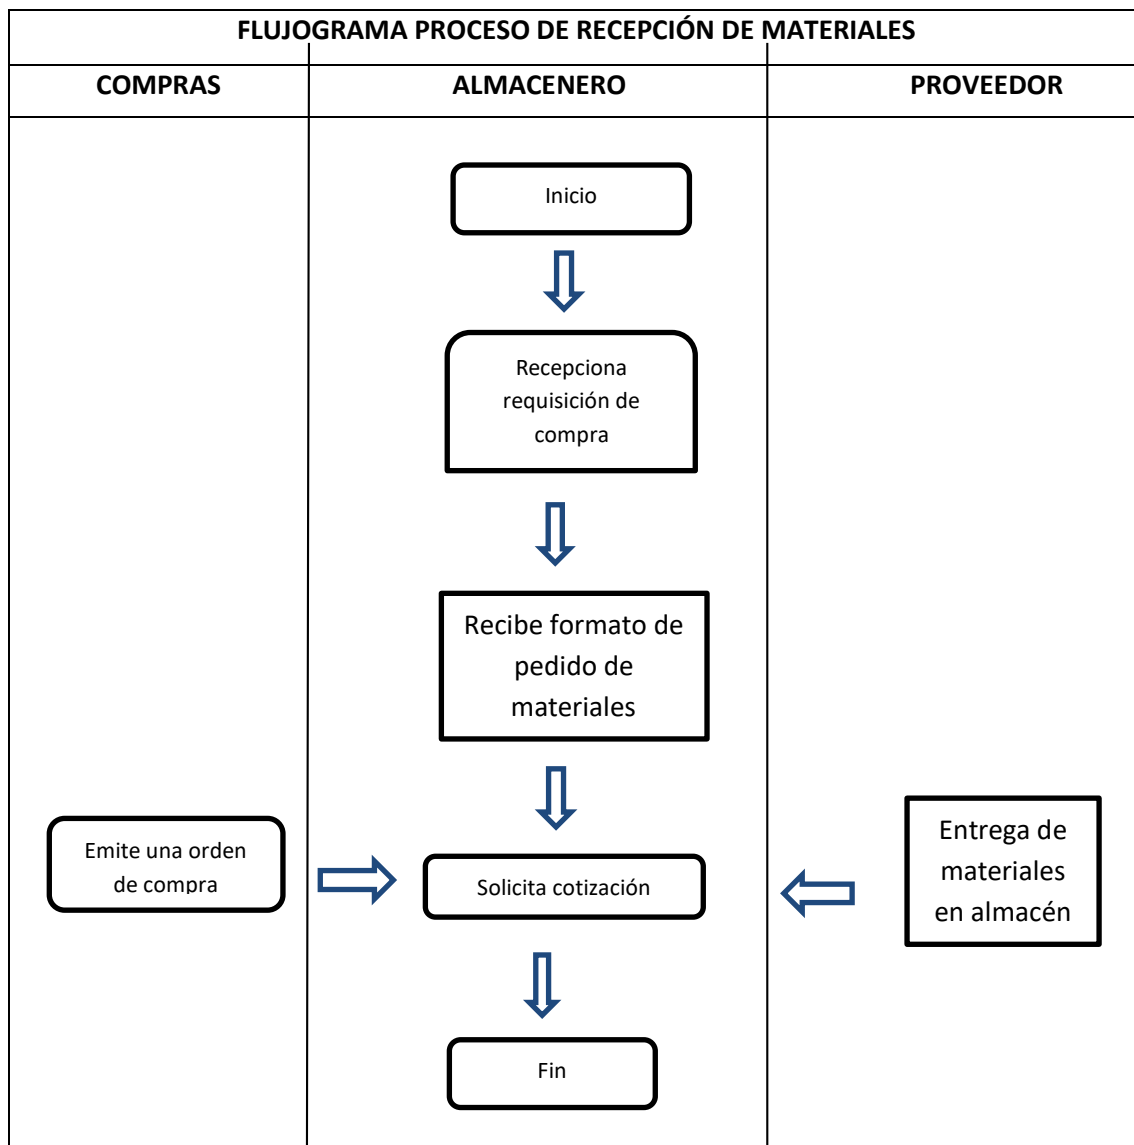 FLUJOGRAMA PROCESO DE RECEPCIÓN DE MATERIALES
COMPRAS
ALMACENERO
PROVEEDOR
Inicio
Recepciona
requisición de
compra
Recibe formato de
pedido de
materiales
Emite una orden
de compra
Solicita cotización
Entrega de
materiales
en almacén
Fin